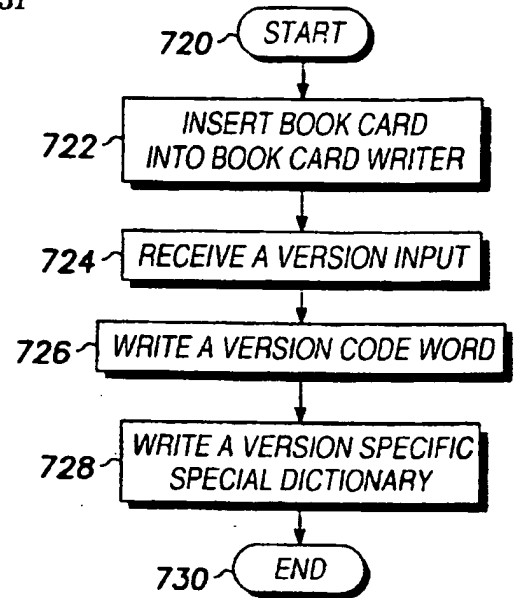 720 START
722 INSERT BOOK CARD
INTO BOOK CARD WRITER
724 RECEIVE A VERSION INPUT
726 WRITE A VERSION CODE WORD
728 WRITE A VERSION SPECIFIC
SPECIAL DICTIONARY
730 END